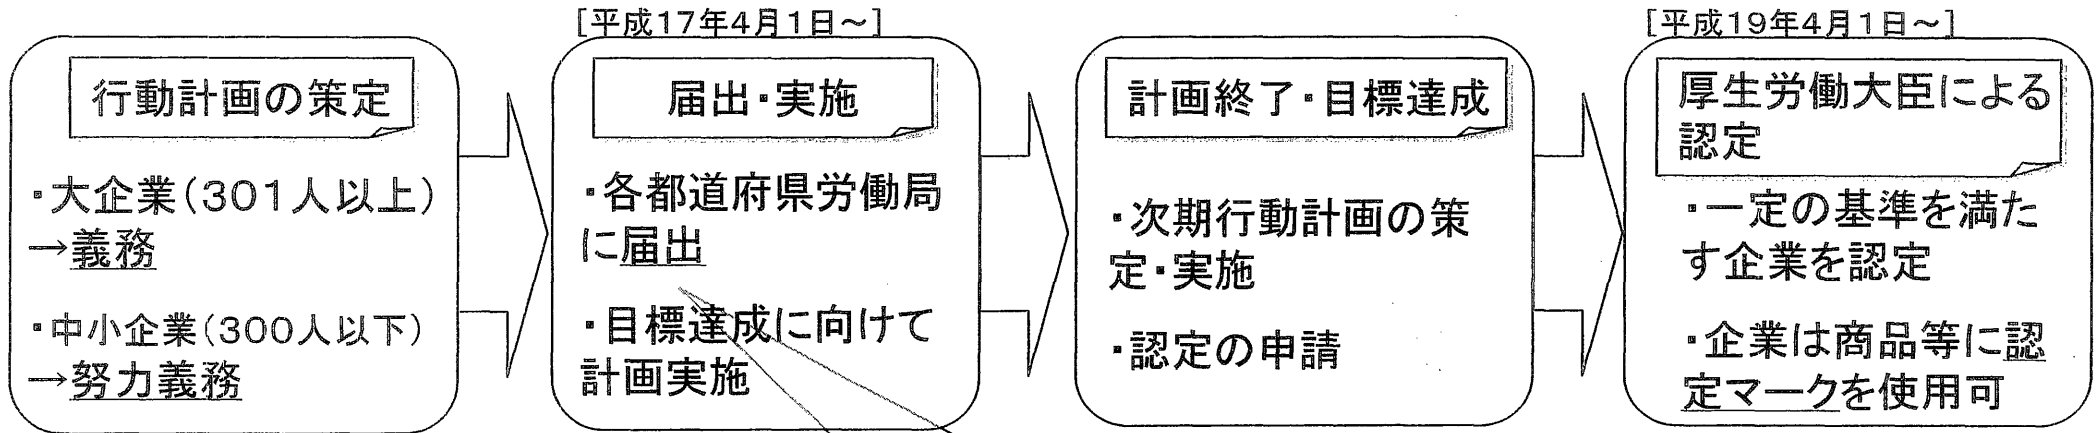 行動計画の策定
・大企業(301人以上)
→義務
・中小企業(300人以下)
→努力義務
[平成17年4月1日～]
届出・実施
・各都道府県労働局
に届出
・目標達成に向けて
計画実施
計画終了・目標達成
・次期行動計画の策
定・実施
・認定の申請
[平成19年4月1日～]
厚生労働大臣による
認定
・一定の基準を満た
す企業を認定
・企業は商品等に認
定マークを使用可